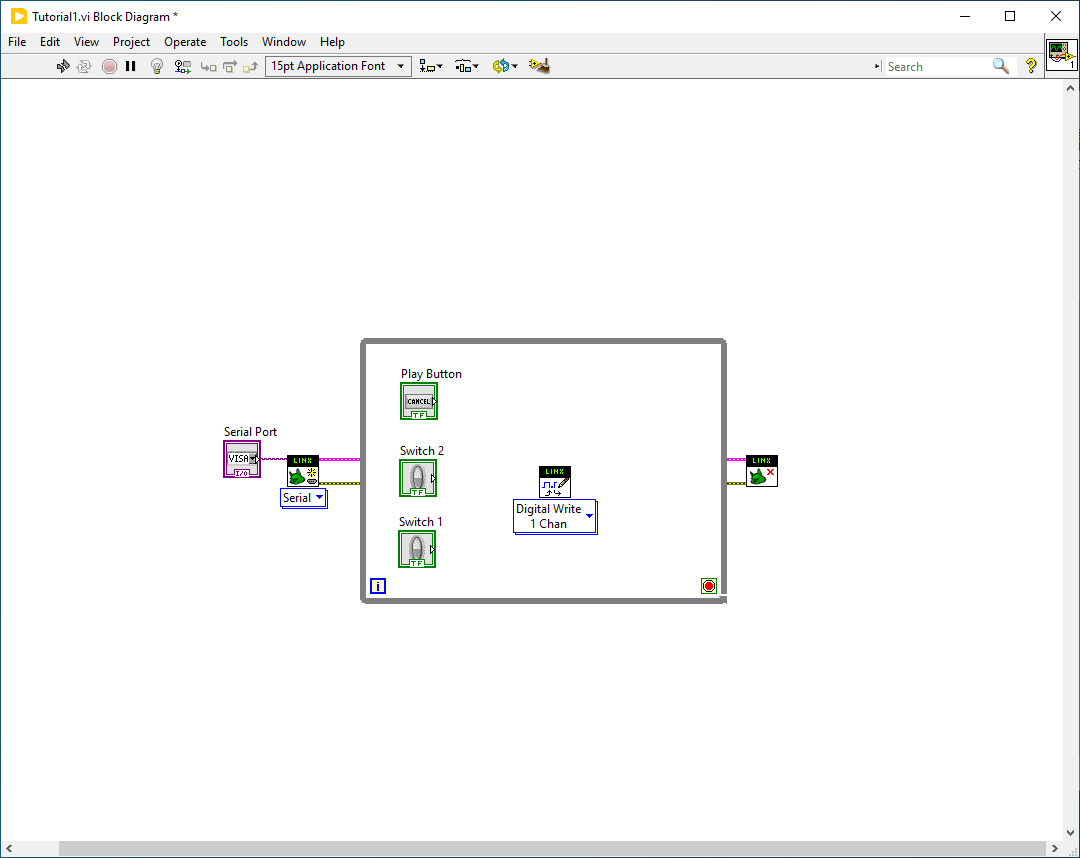 Tutorial1.vi Block Diagram *
File Edit View Project Operate Tools Window Help
15pt Application Font
Search
?
1
Play Button
CANCEL
TF
Serial Port
VISA
I/O
LINX
Serial
Switch 2
TF
LINX
Digital Write
1 Chan
LINX
Switch 1
TF
i